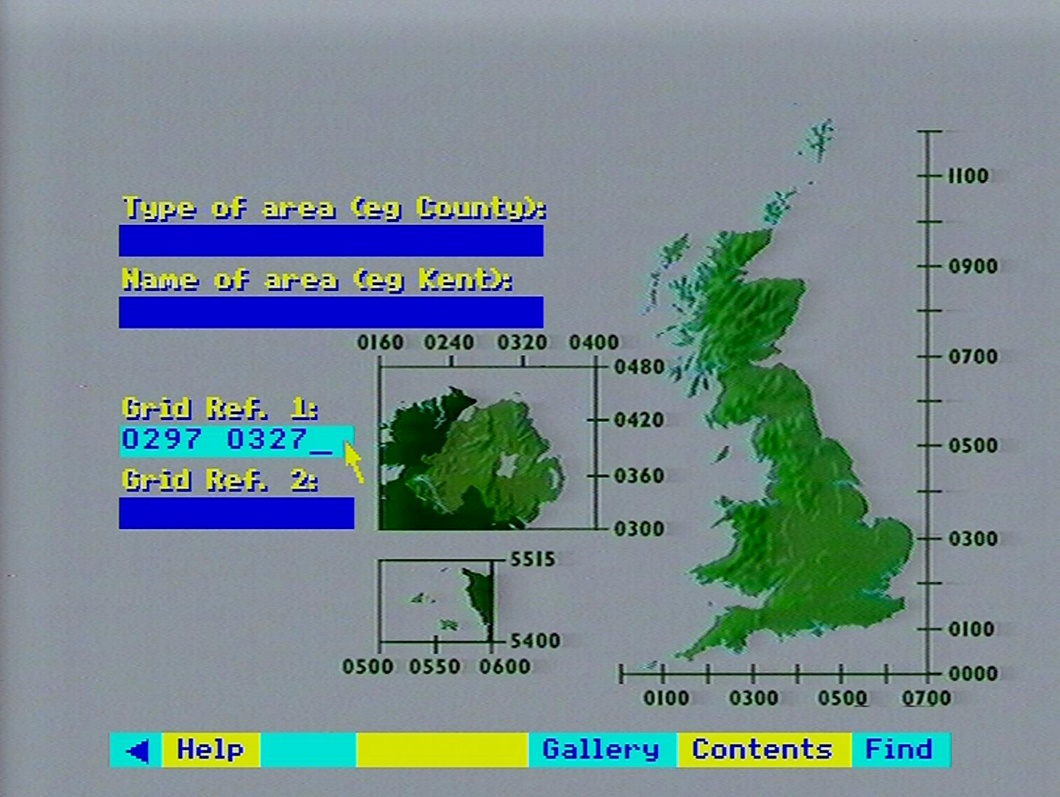 Type of area (eg County):
Name of area (eg Kent):
0160 0240 0320 0400
0480
0420
0360
0300
Grid Ref. 1:
0297 0327_
Grid Ref. 2:
5515
5400
0500 0550 0600
1100
0900
0700
0500
0300
0100
0000
0100 0300 0500 0700
Help Gallery Contents Find